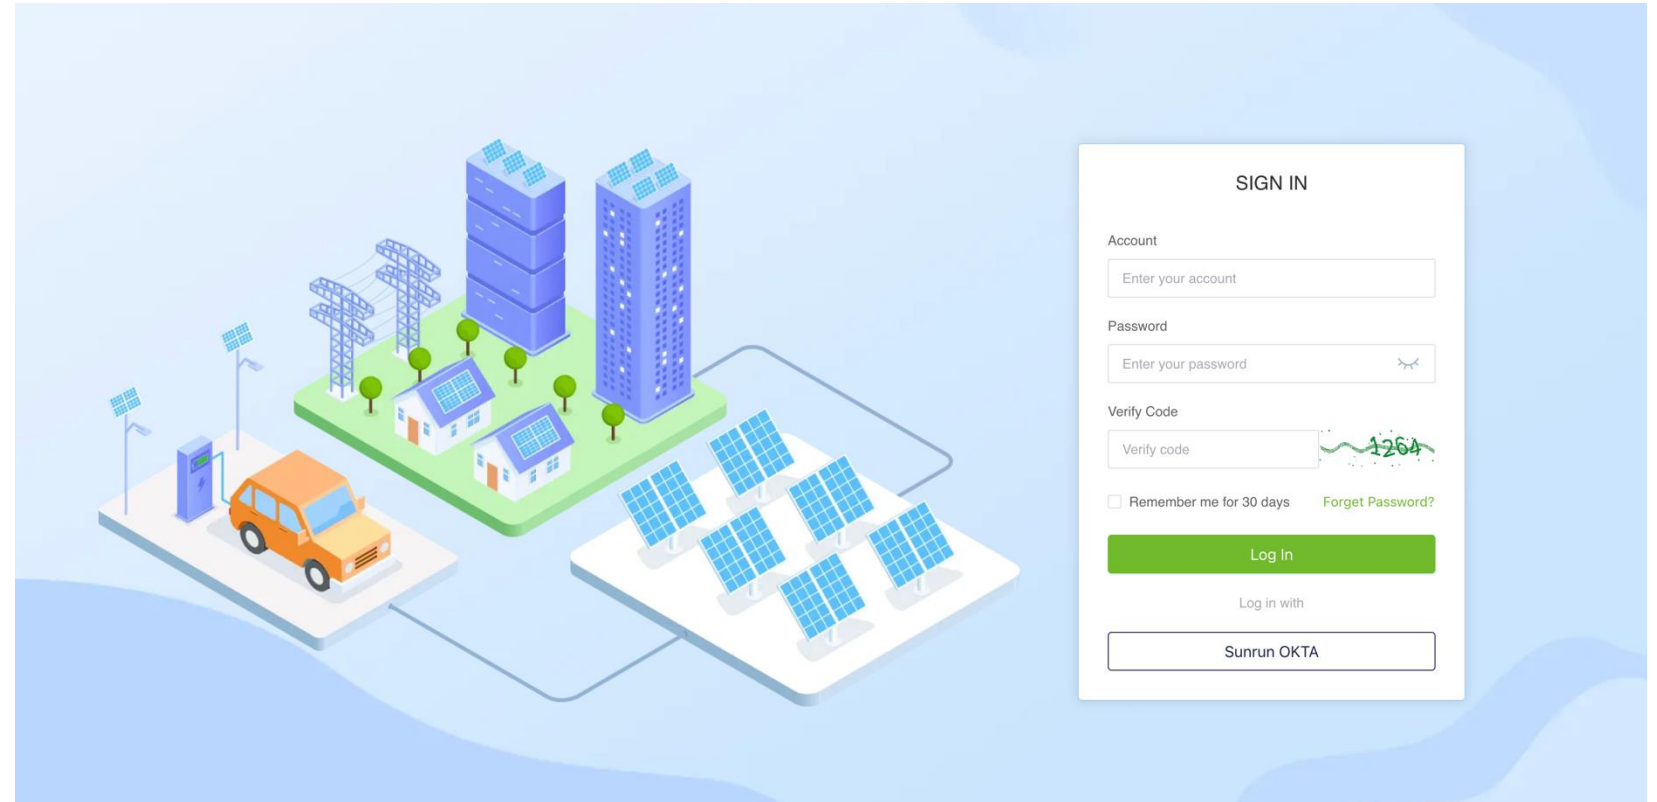 SIGN IN
Account
Enter your account
Password
Enter your password
Verify Code
Verify code
1264
Remember me for 30 days Forget Password?
Log In
Log in with
Sunrun OKTA